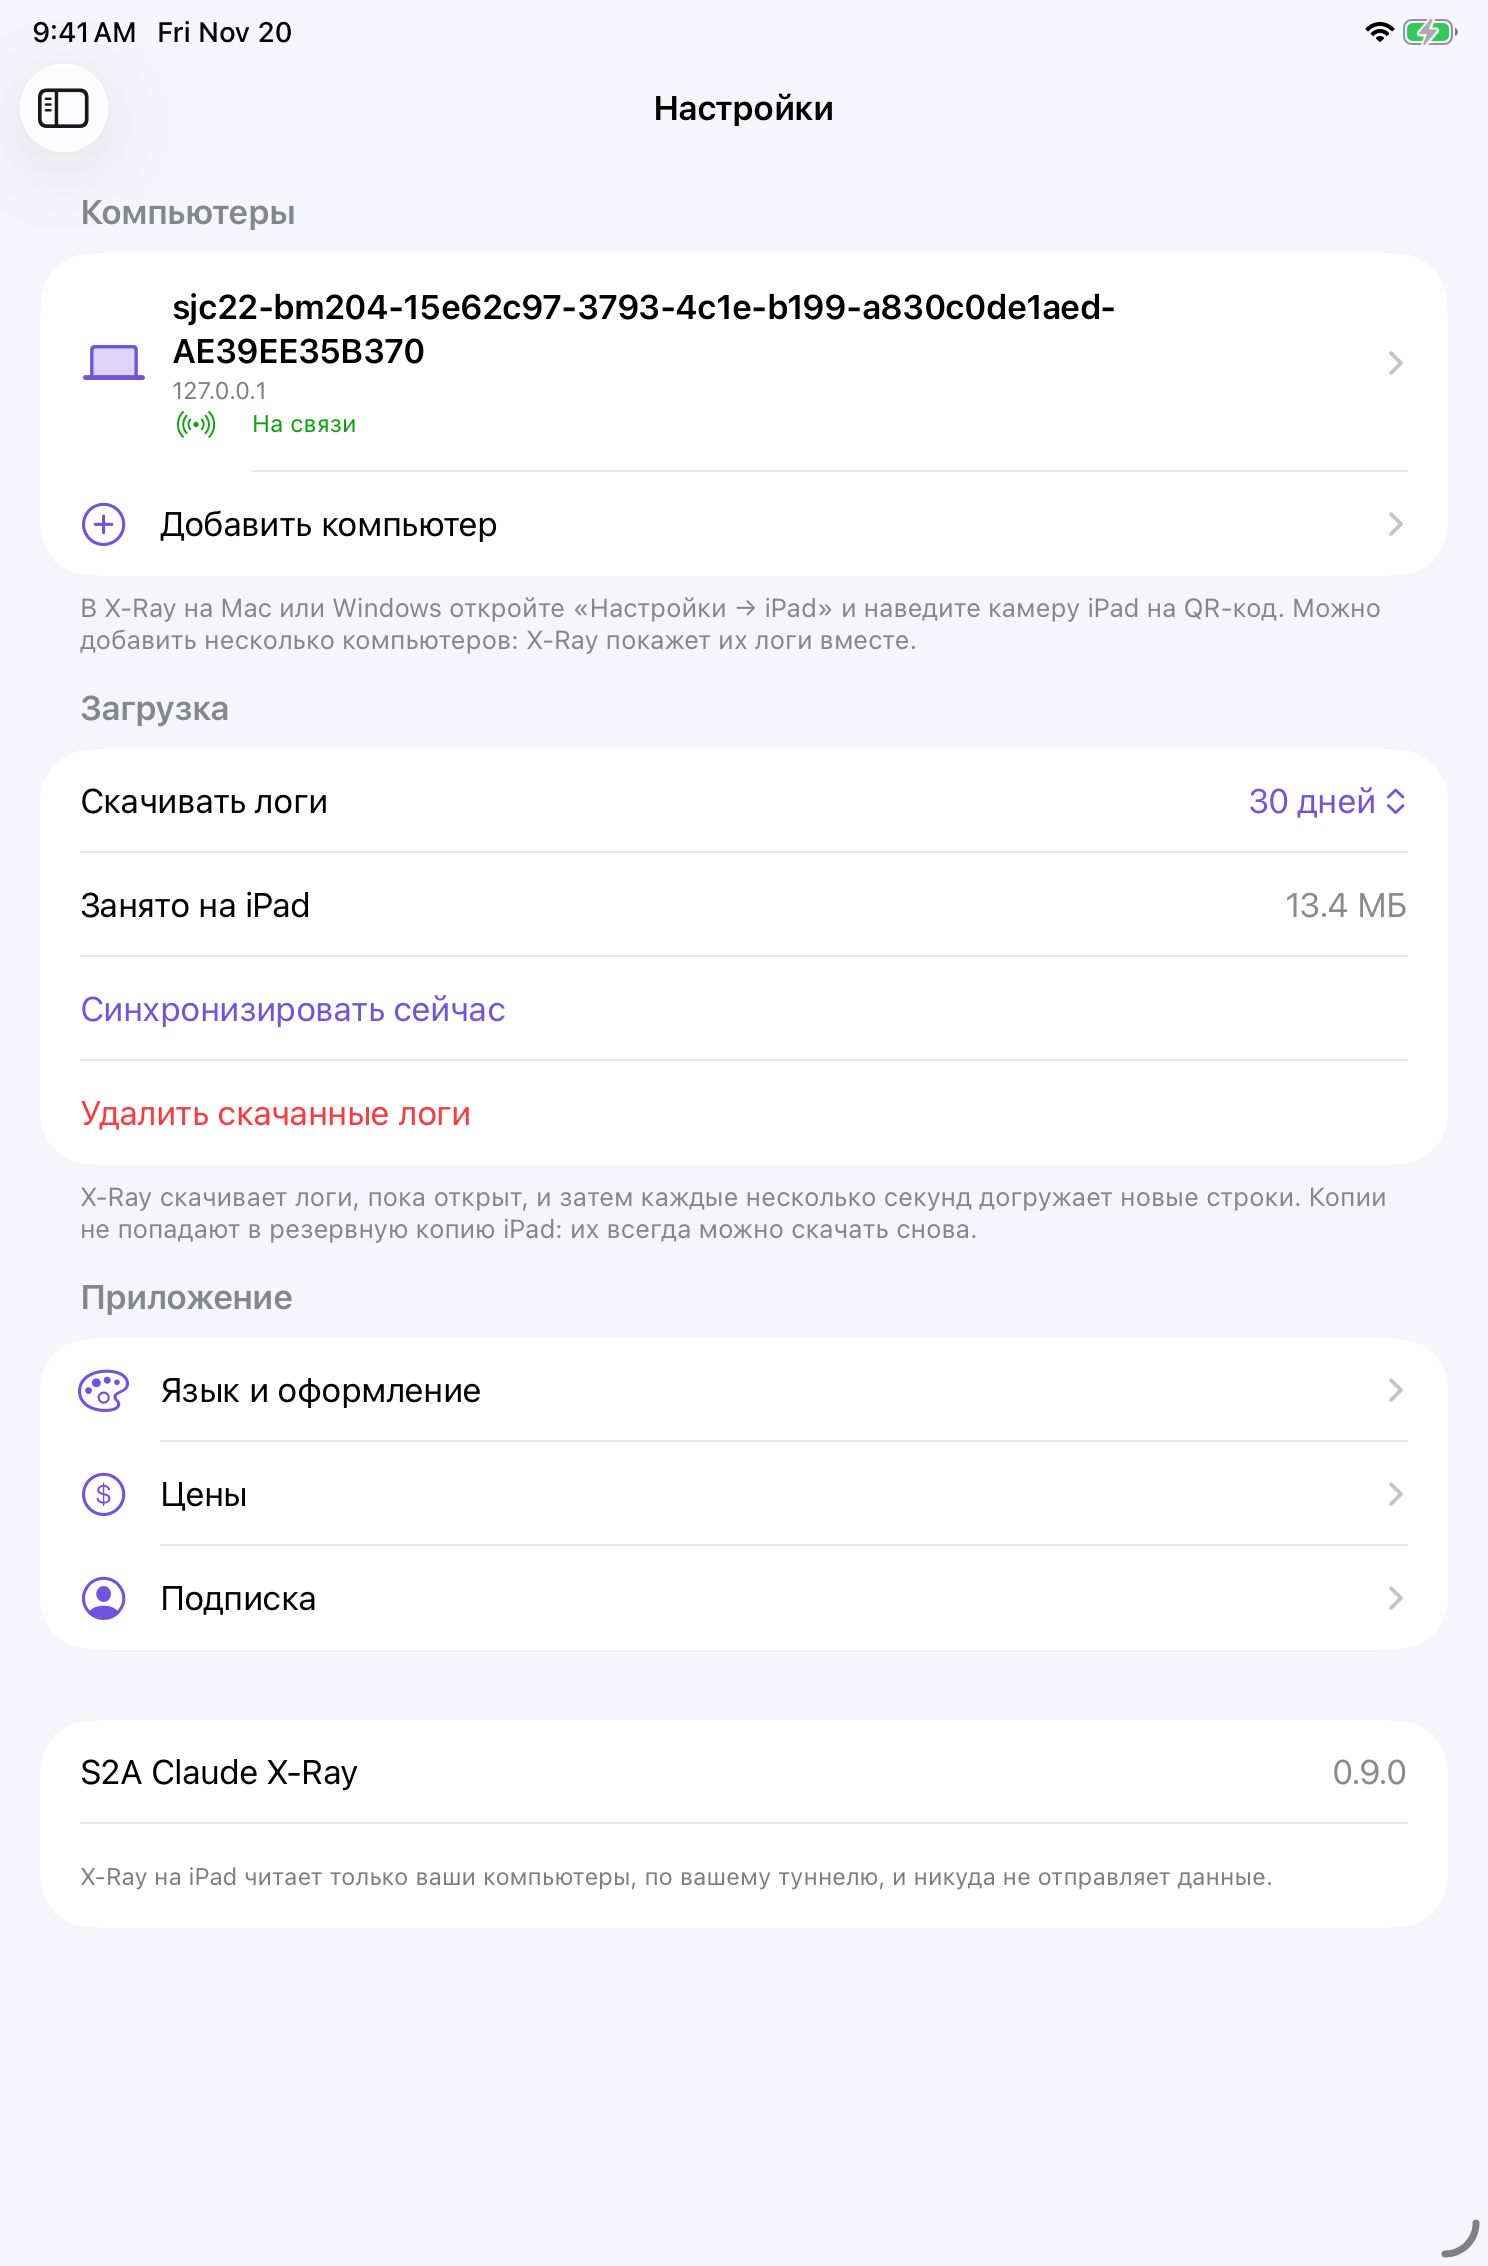 9:41 AM Fri Nov 20
Настройки
Компьютеры
sjc22-bm204-15e62c97-3793-4c1e-b199-a830c0de1aed-
AE39EE35B370
127.0.0.1
На связи
Добавить компьютер
В X-Ray на Mac или Windows откройте «Настройки → iPad» и наведите камеру iPad на QR-код. Можно
добавить несколько компьютеров: X-Ray покажет их логи вместе.
Загрузка
Скачивать логи 30 дней
Занято на iPad 13.4 МБ
Синхронизировать сейчас
Удалить скачанные логи
X-Ray скачивает логи, пока открыт, и затем каждые несколько секунд догружает новые строки. Копии
не попадают в резервную копию iPad: их всегда можно скачать снова.
Приложение
Язык и оформление
$ Цены
Подписка
S2A Claude X-Ray 0.9.0
X-Ray на iPad читает только ваши компьютеры, по вашему туннелю, и никуда не отправляет данные.